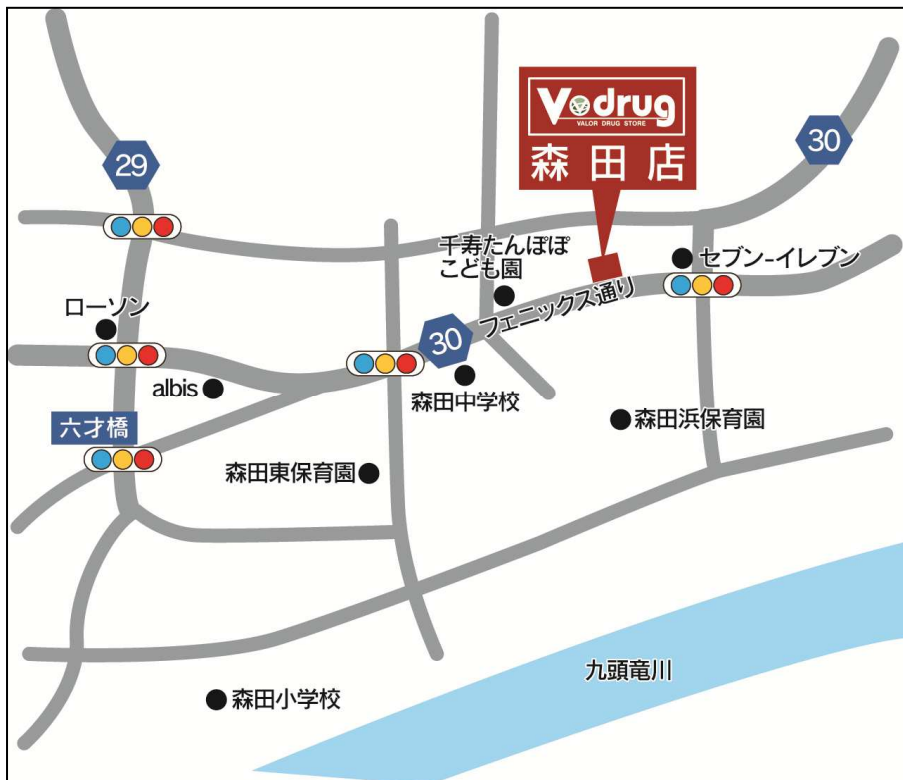 Vodrug
VALOR DRUG STORE
森田店
29
30
千寿たんぽぽ
こども園
セブン-イレブン
フェニックス通り
ローソン
30
albis
森田中学校
六才橋
森田浜保育園
森田東保育園
九頭竜川
森田小学校